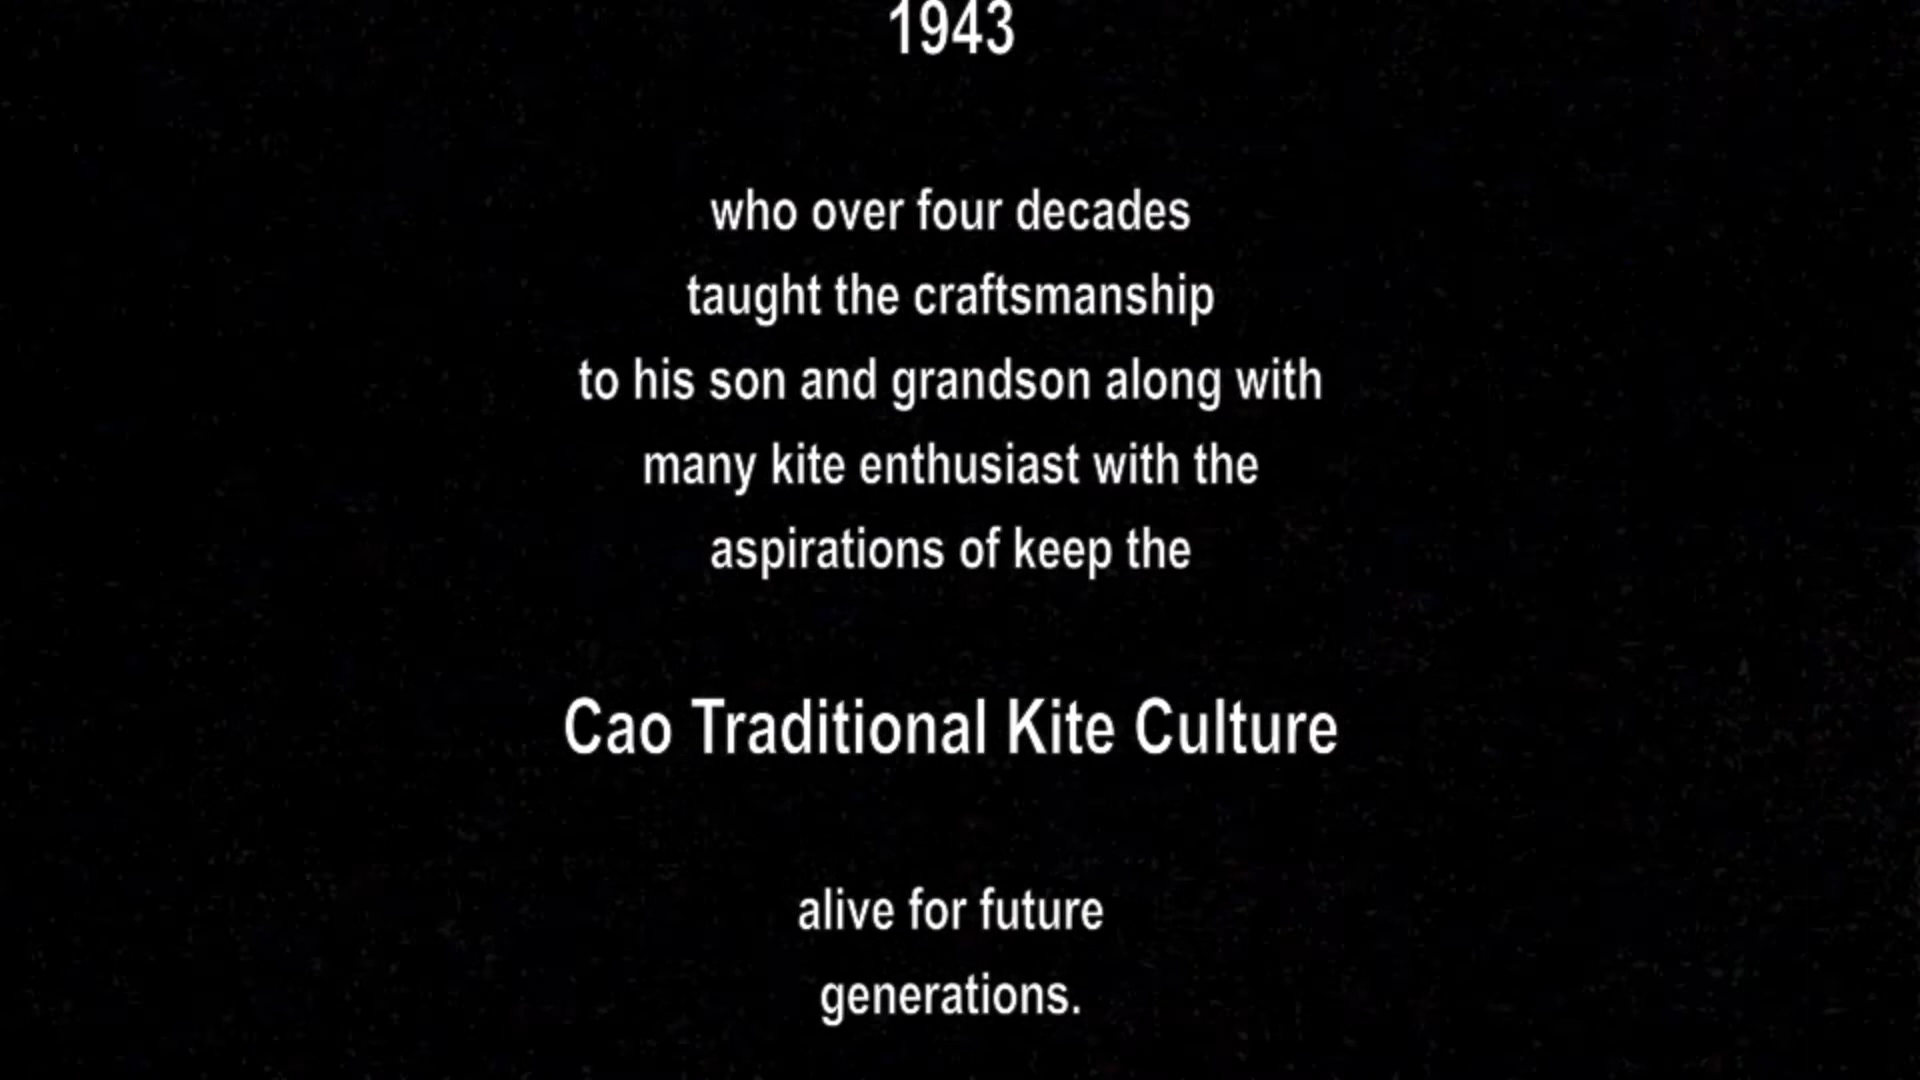 1943
who over four decades
taught the craftsmanship
to his son and grandson along with
many kite enthusiast with the
aspirations of keep the
Cao Traditional Kite Culture
alive for future
generations.